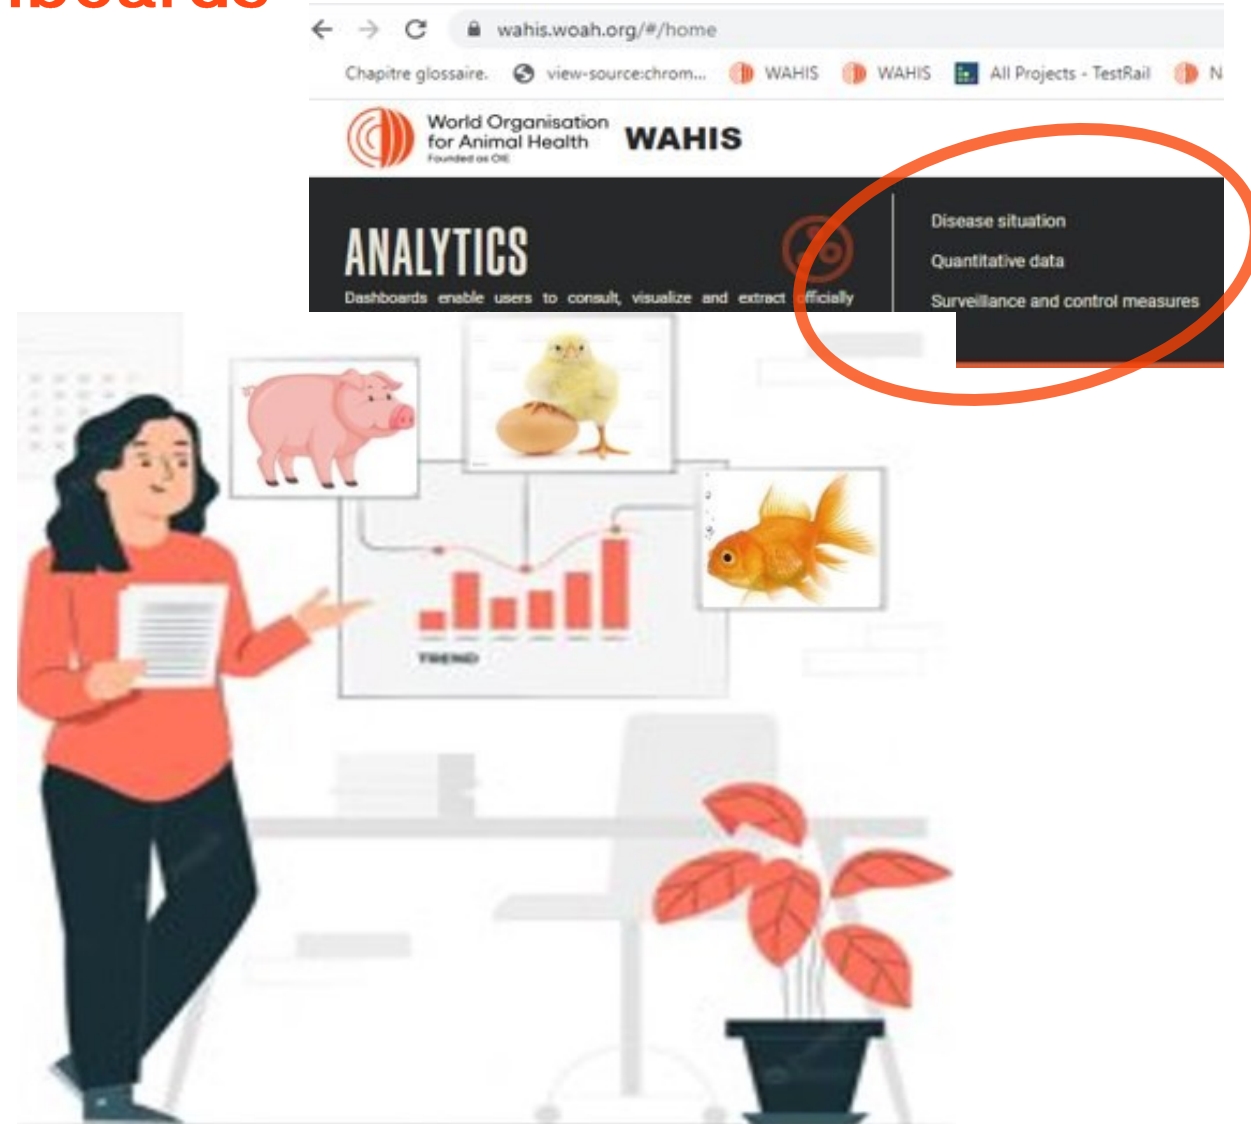 wahis.woah.org/#/home
Chapitre glossaire. view-source:chrom... WAHIS WAHIS All Projects - TestRail N
World Organisation
for Animal Health
Founded as OIE
WAHIS
ANALYTICS
Dashboards enable users to consult, visualize and extract officially
Disease situation
Quantitative data
Surveillance and control measures
TREND